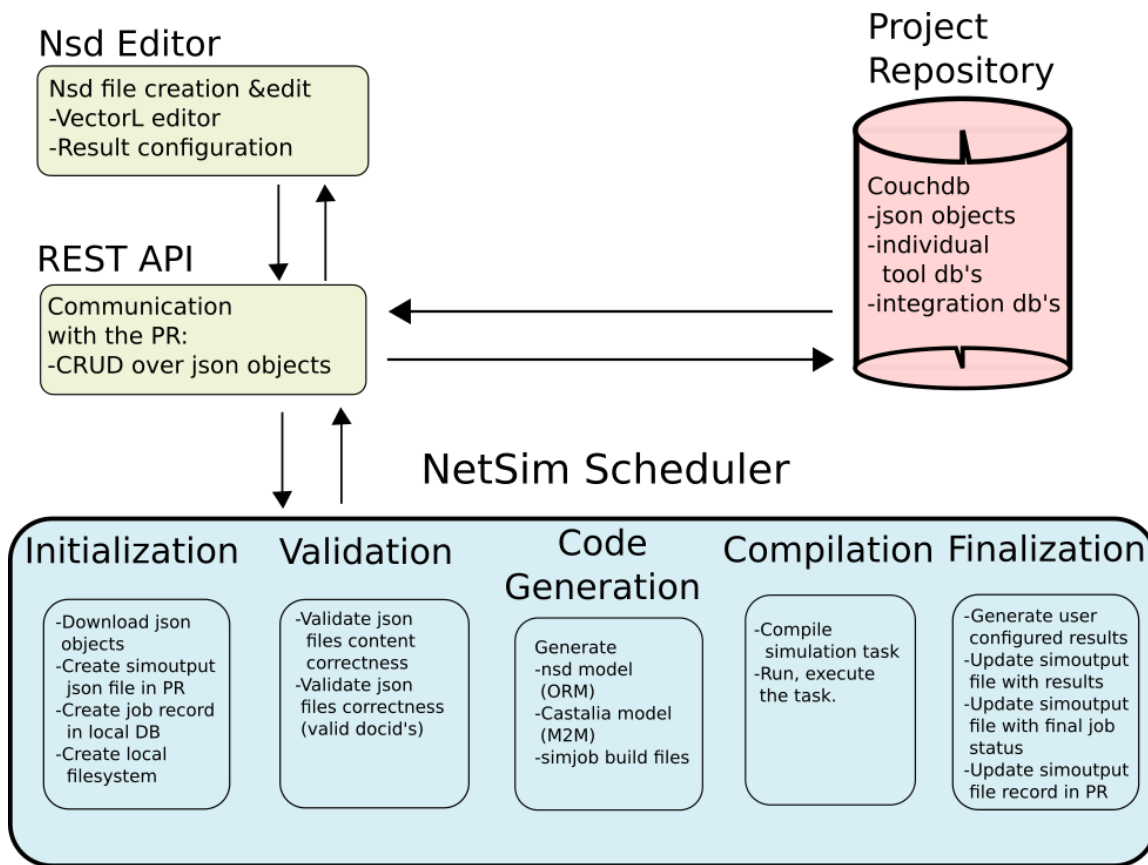 Nsd Editor
Nsd file creation &edit
-VectorL editor
-Result configuration
Project
Repository
Couchdb
-json objects
-individual
tool db's
-integration db's
REST API
Communication
with the PR:
-CRUD over json objects
NetSim Scheduler
Initialization
-Download json
objects
-Create simoutput
json file in PR
-Create job record
in local DB
-Create local
filesystem
Validation
-Validate json
files content
correctness
-Validate json
files correctness
(valid docid's)
Code
Generation
Generate
-nsd model
(ORM)
-Castalia model
(M2M)
-simjob build files
Compilation
-Compile
simulation task
-Run, execute
the task.
Finalization
-Generate user
configured results
-Update simoutput
file with results
-Update simoutput
file with final job
status
-Update simoutput
file record in PR